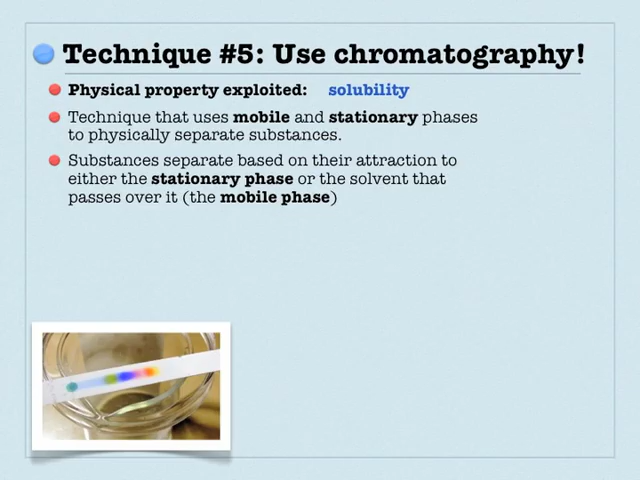 Technique #5: Use chromatography!
Physical property exploited: solubility
Technique that uses mobile and stationary phases
to physically separate substances.
Substances separate based on their attraction to
either the stationary phase or the solvent that
passes over it (the mobile phase)